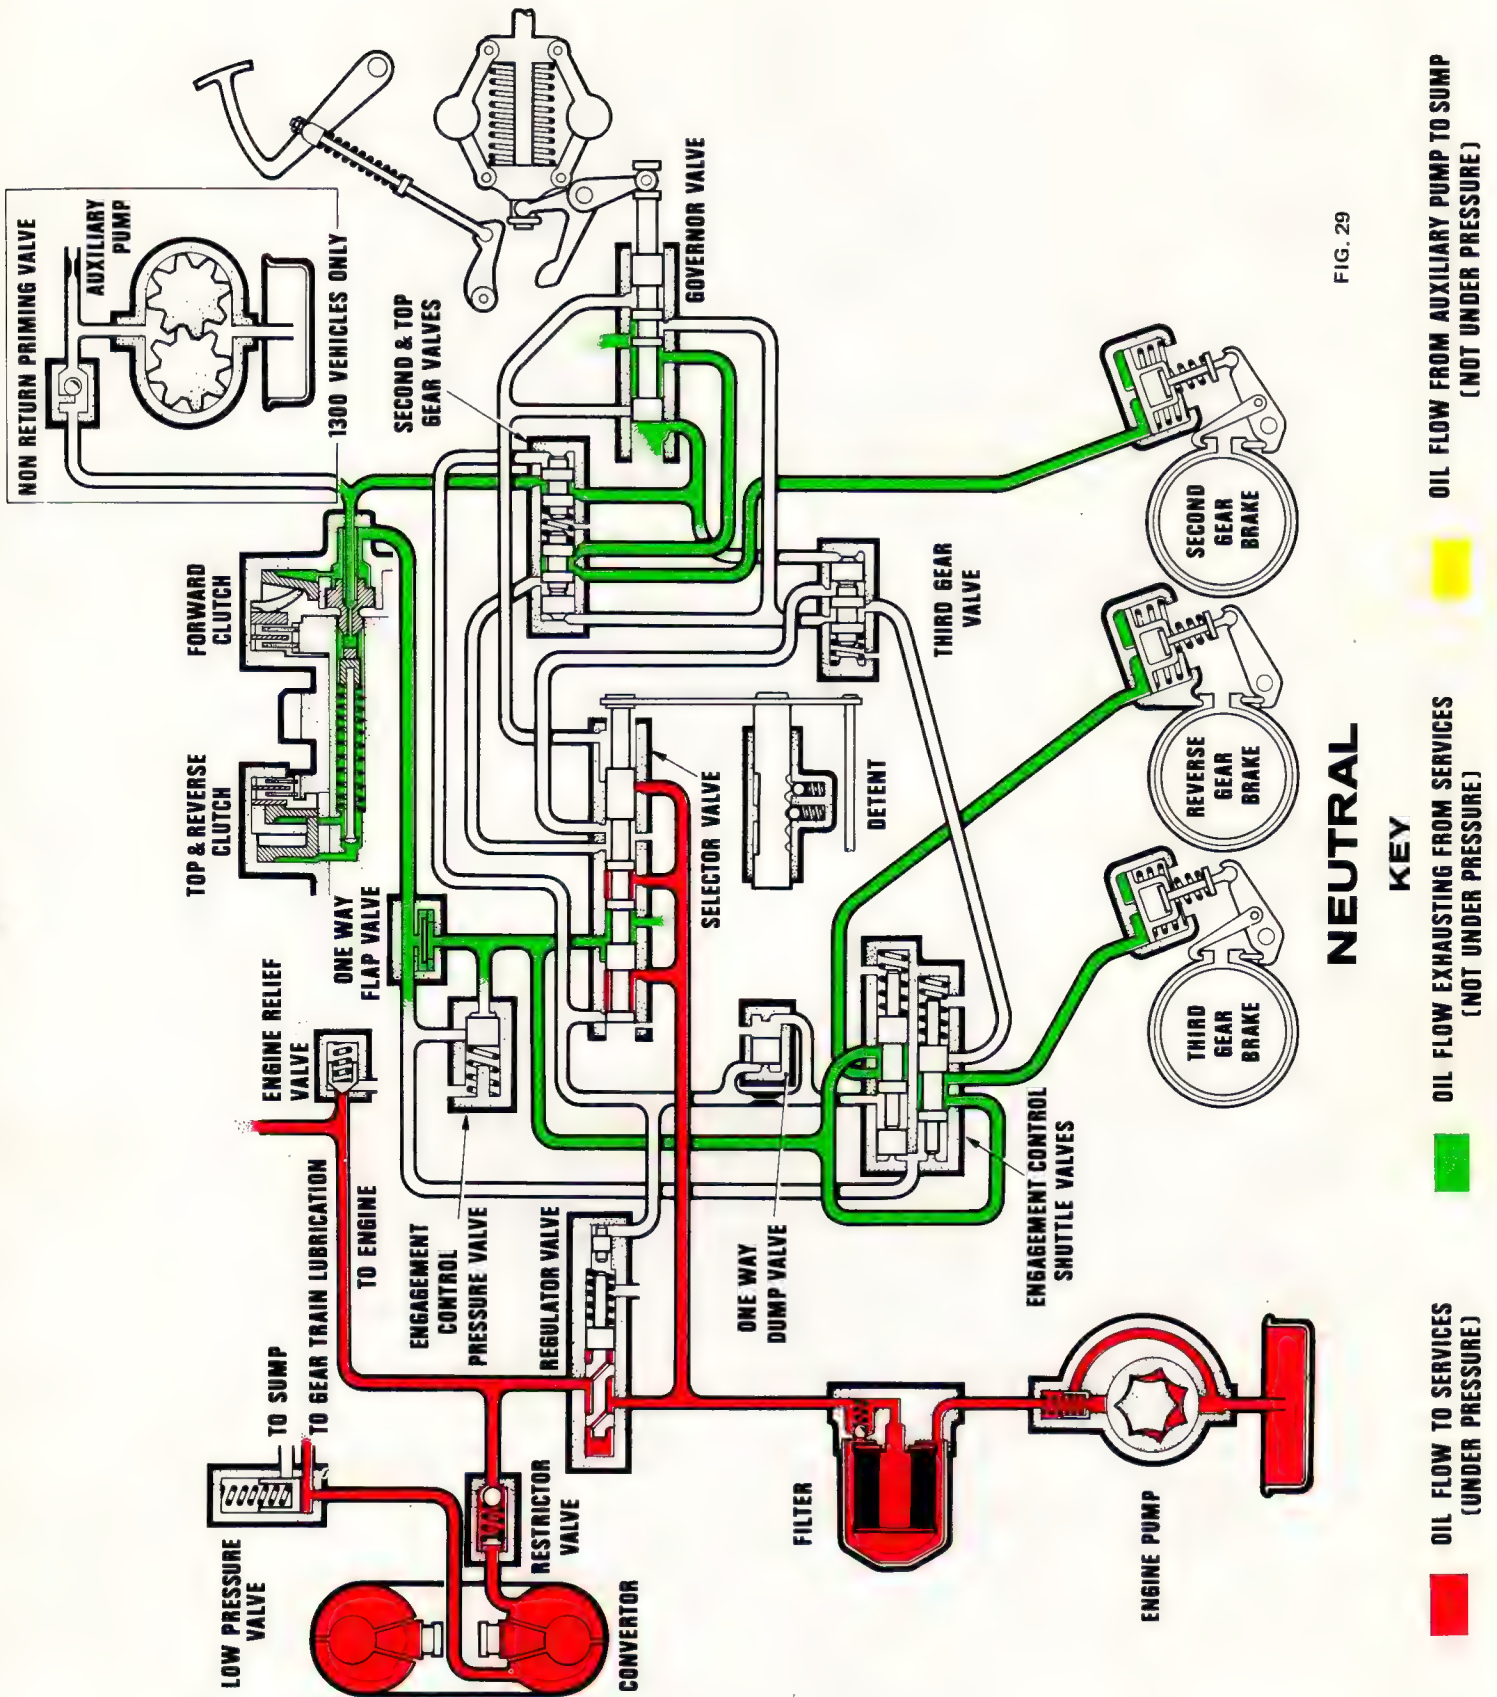 NON RETURN PRIMING VALVE
AUXILIARY
PUMP
1300 VEHICLES ONLY
SECOND & TOP
GEAR VALVES
GOVERNOR VALVE
FORWARD
CLUTCH
TOP & REVERSE
CLUTCH
ONE WAY
FLAP VALVE
ENGINE RELIEF
VALVE
THIRD GEAR
VALVE
SELECTOR VALVE
DETENT
TO ENGINE
TO GEAR TRAIN LUBRICATION
TO SUMP
LOW PRESSURE
VALVE
ENGAGEMENT
CONTROL
PRESSURE VALVE
REGULATOR VALVE
ONE WAY
DUMP VALVE
ENGAGEMENT CONTROL
SHUTTLE VALVES
RESTRICTOR
VALVE
CONVERTOR
FILTER
ENGINE PUMP
SECOND
GEAR
BRAKE
REVERSE
GEAR
BRAKE
THIRD
GEAR
BRAKE
FIG. 29
NEUTRAL
KEY
OIL FLOW TO SERVICES
(UNDER PRESSURE)
OIL FLOW EXHAUSTING FROM SERVICES
(NOT UNDER PRESSURE)
OIL FLOW FROM AUXILIARY PUMP TO SUMP
(NOT UNDER PRESSURE)